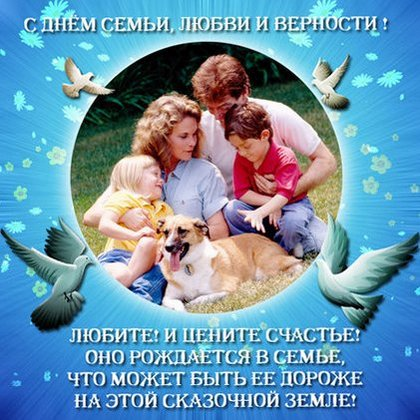 С ДНЁМ СЕМЬИ, ЛЮБВИ И ВЕРНОСТИ!
ЛЮБИТЕ! И ЦЕНИТЕ СЧАСТЬЕ!
ОНО РОЖДАЕТСЯ В СЕМЬЕ,
ЧТО МОЖЕТ БЫТЬ ЕЕ ДОРОЖЕ
НА ЭТОЙ СКАЗОЧНОЙ ЗЕМЛЕ!